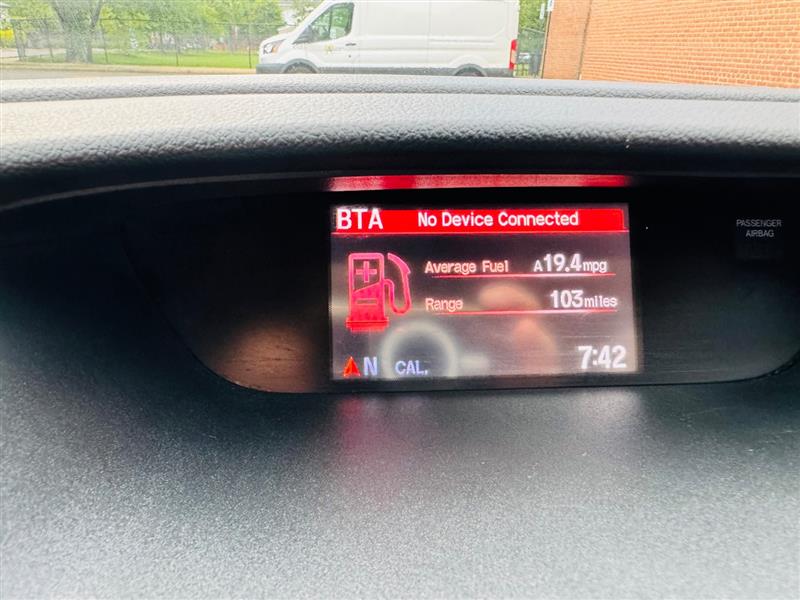 BTA No Device Connected
PASSENGER
AIRBAG
Average Fuel A19.4mpg
Range 103miles
N CAL. 7:42